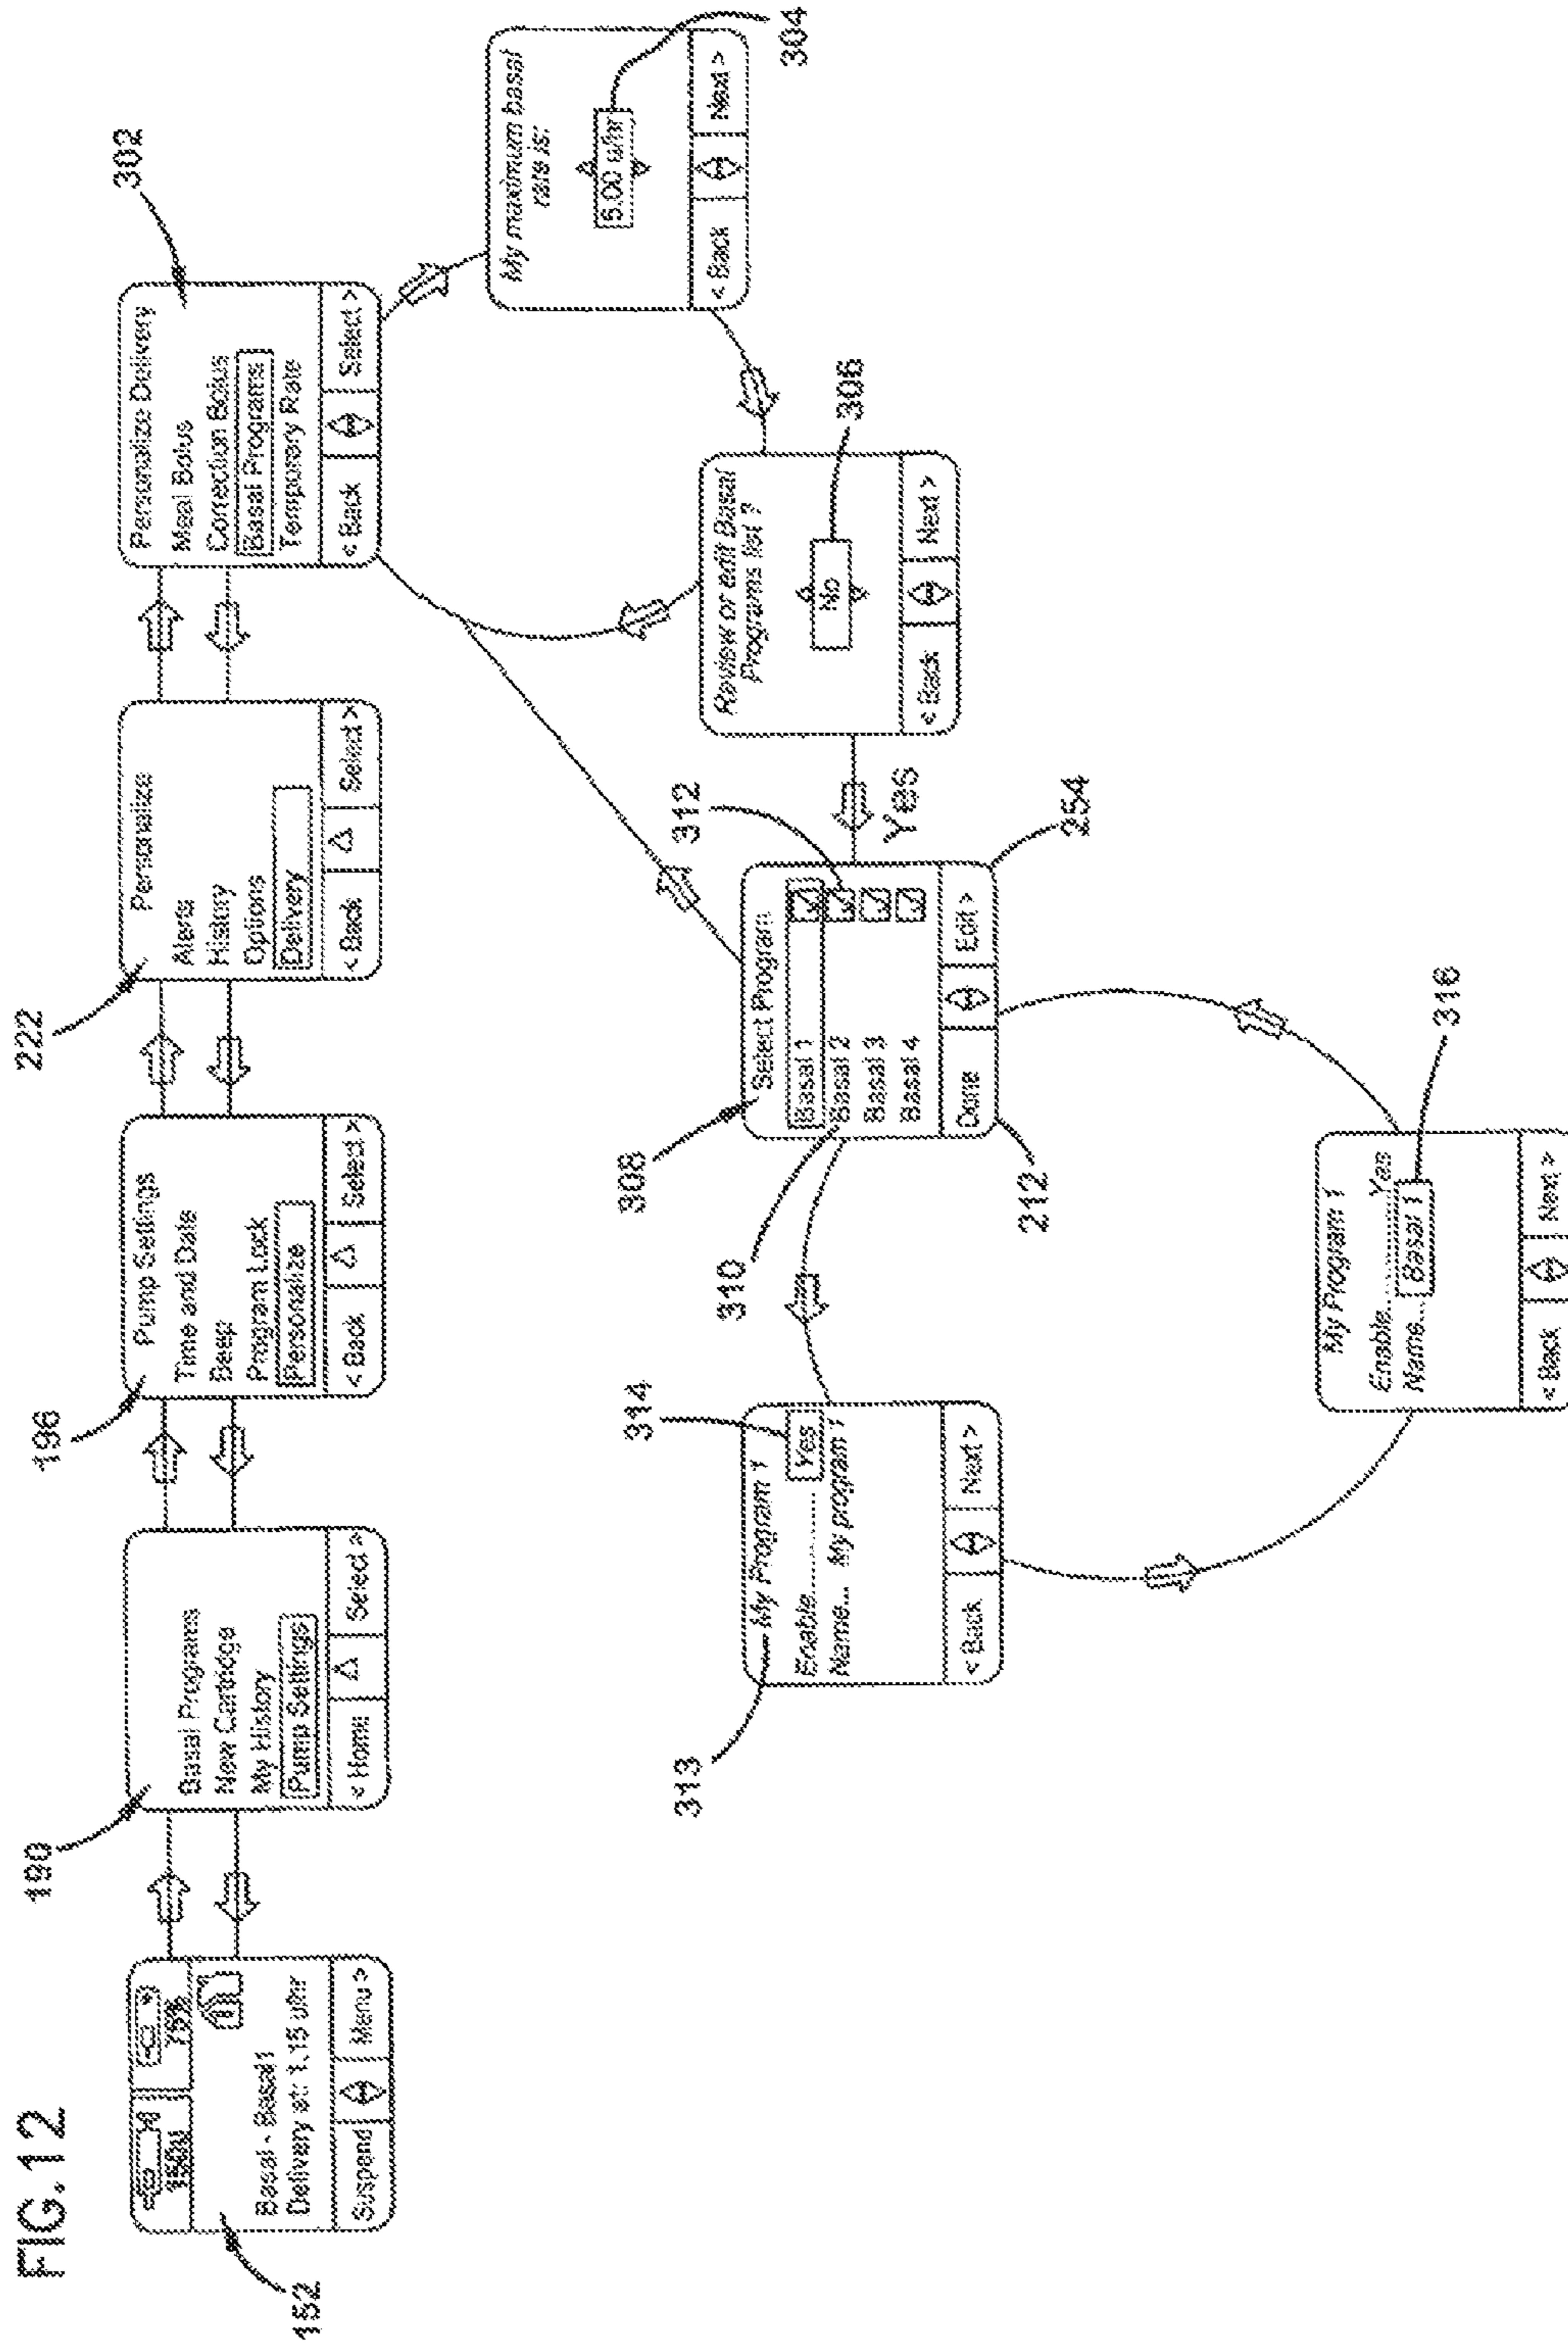 FIG.12
152
150u
75%
Basal - Basal1
Delivery at: 1.15 u/hr
Suspend
Menu >
190
Basal Programs
New Cartridge
My History
Pump Settings
< Home
Select >
196
Pump Settings
Time and Date
Beep
Program Lock
Personalize
< Back
Select >
222
Personalize
Alerts
History
Options
Delivery
< Back
Select >
302
Personalize Delivery
Meal Bolus
Correction Bolus
Basal Programs
Temporary Rate
< Back
Select >
My maximum basal
rate is:
5.00 u/hr
304
< Back
Next >
Review or edit Basal
Programs list ?
No
306
< Back
Next >
Yes
308
Select Program
310
Basal 1
Basal 2
Basal 3
Basal 4
312
Done
Edit >
212
254
313
My Program 1
314
Enable.......... Yes
Name... My program 1
< Back
Next >
My Program 1
Enable..........Yes
Name... Basal 1
316
< Back
Next >